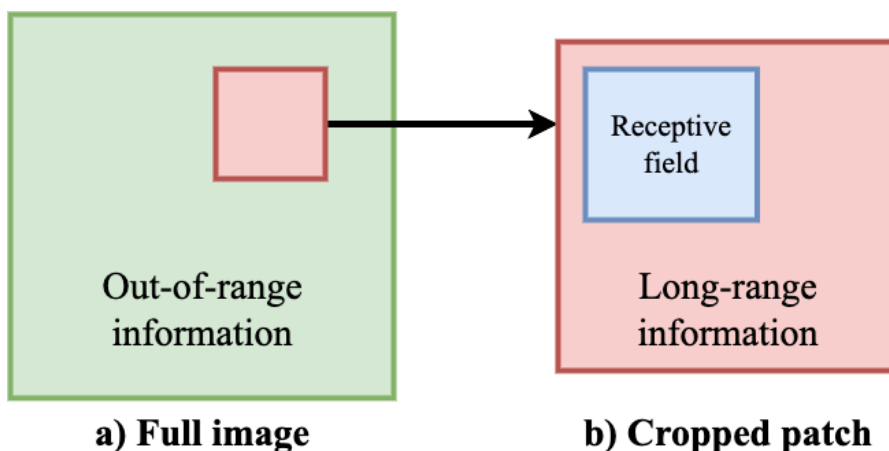 Out-of-range
information
a) Full image
Receptive
field
Long-range
information
b) Cropped patch